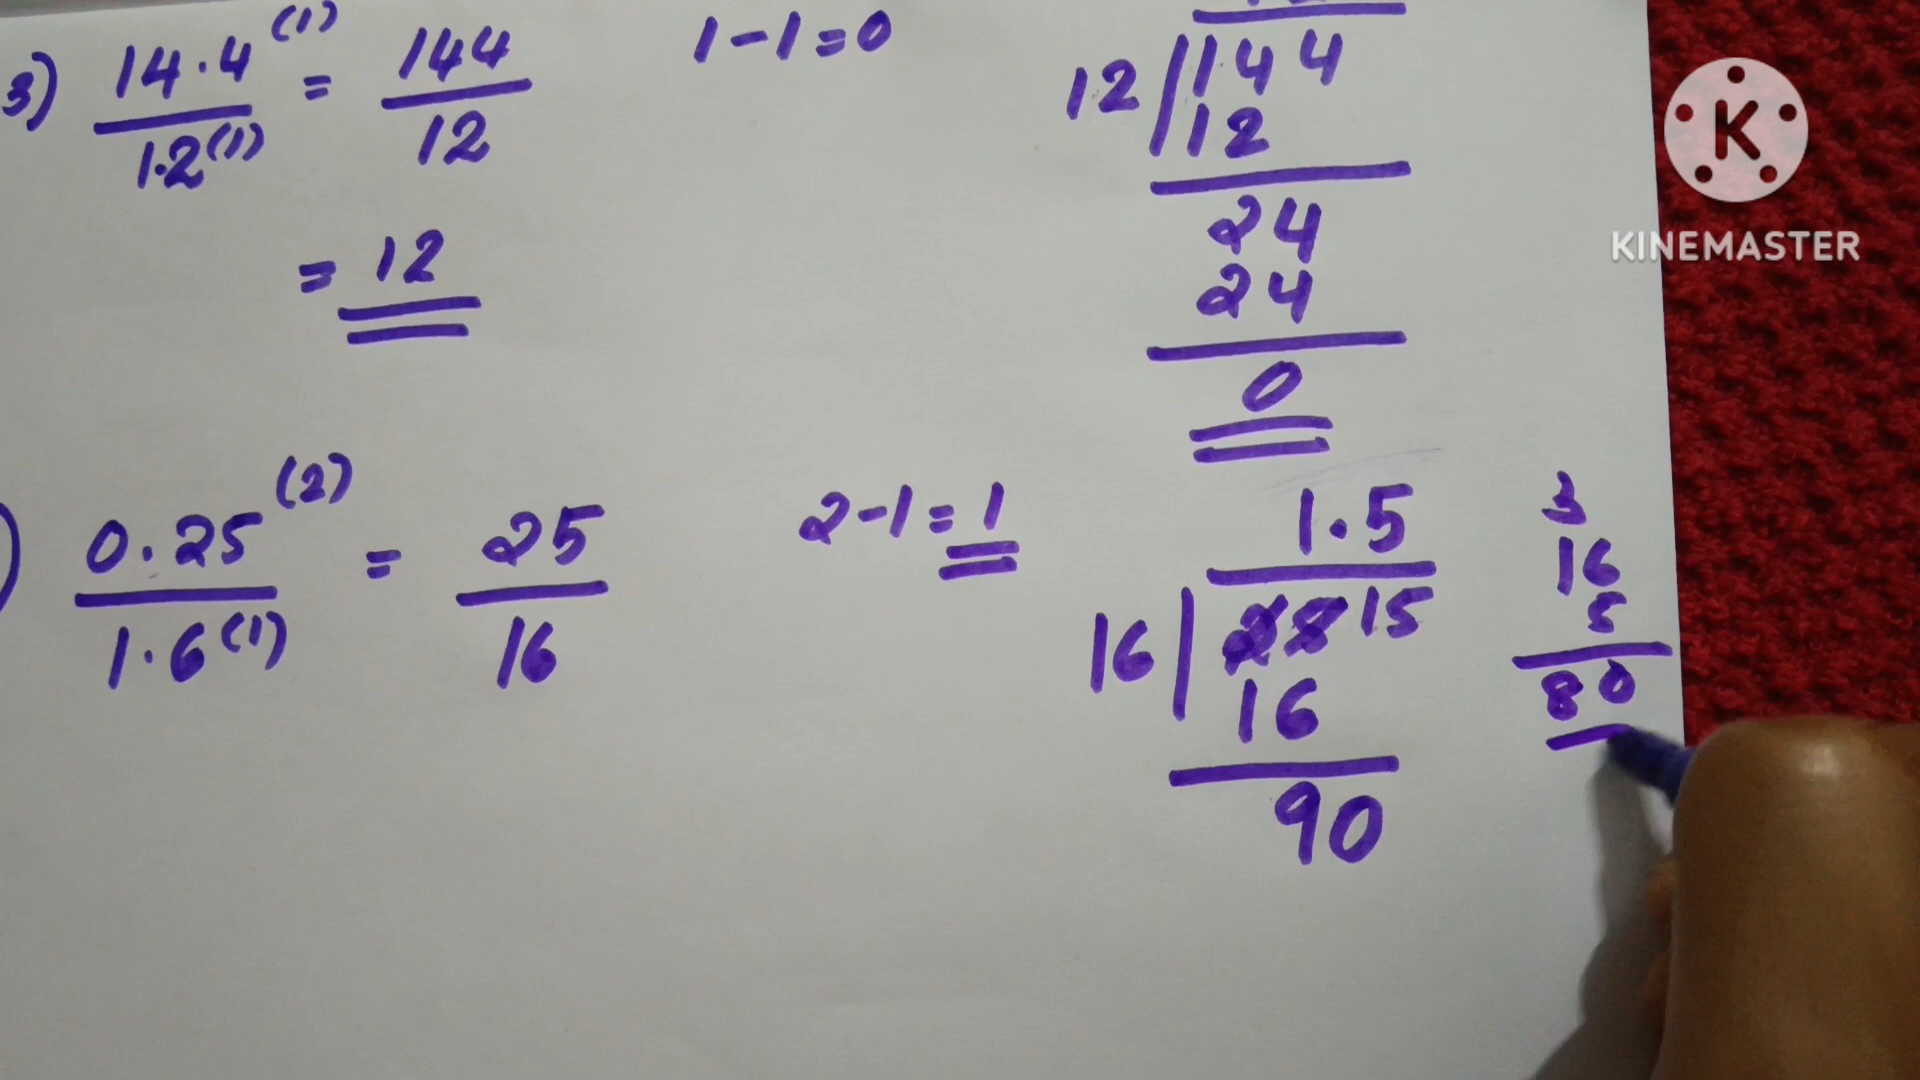 3) 14.4 (1) / 1.2 (1) = 144 / 12
1-1=0
= 12
12 | 144
12
24
24
0
) 0.25 (2) / 1.6 (1) = 25 / 16
2-1=1
1.5
16 | 15
16
90
3
16
5
80
K
KINEMASTER